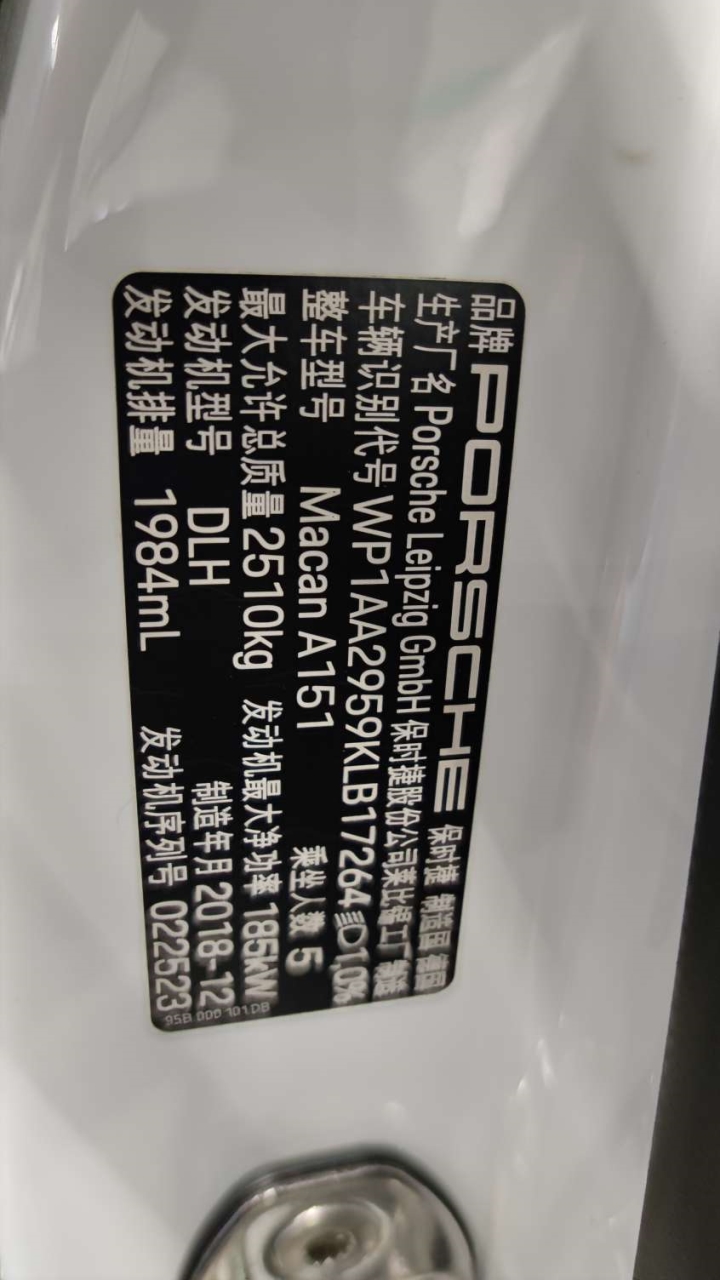 品牌 PORSCHE 保时捷 制造国 德国
生产厂名 Porsche Leipzig GmbH 保时捷股份公司莱比锡工厂制造
车辆识别代号 WP1AA2959KLB17264 1,0%
整车型号 Macan A151 乘坐人数 5
最大允许总质量 2510kg 发动机最大净功率 185kW
发动机型号 DLH 制造年月 2018-12
发动机排量 1984mL 发动机序列号 022523
95B 000 101 DB